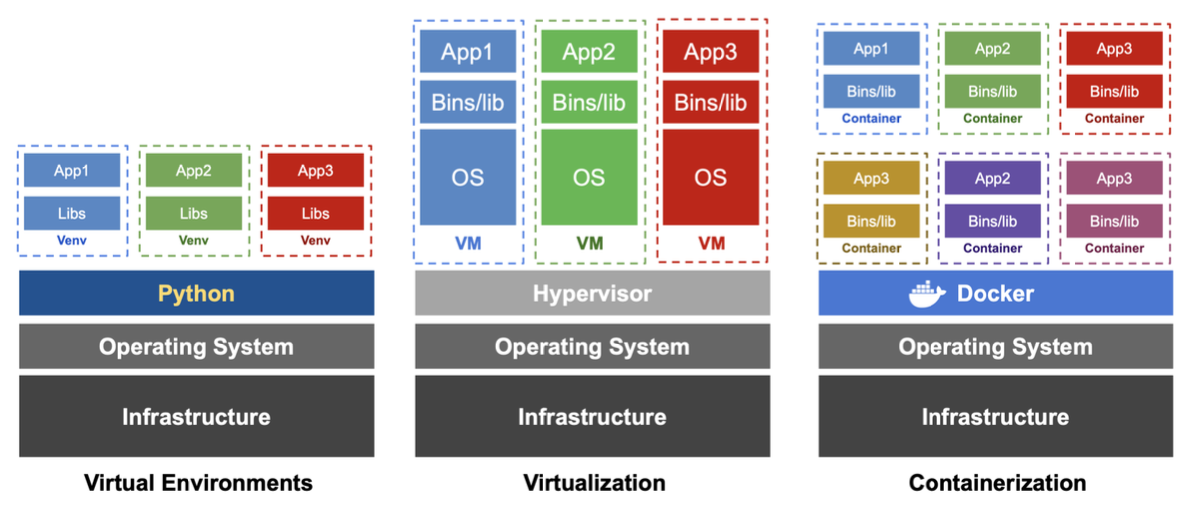 App1 App2 App3
Libs Libs Libs
Venv Venv Venv
Python
Operating System
Infrastructure
Virtual Environments
App1 App2 App3
Bins/lib Bins/lib Bins/lib
OS OS OS
VM VM VM
Hypervisor
Operating System
Infrastructure
Virtualization
App1 App2 App3
Bins/lib Bins/lib Bins/lib
Container Container Container
App3 App2 App3
Bins/lib Bins/lib Bins/lib
Container Container Container
Docker
Operating System
Infrastructure
Containerization